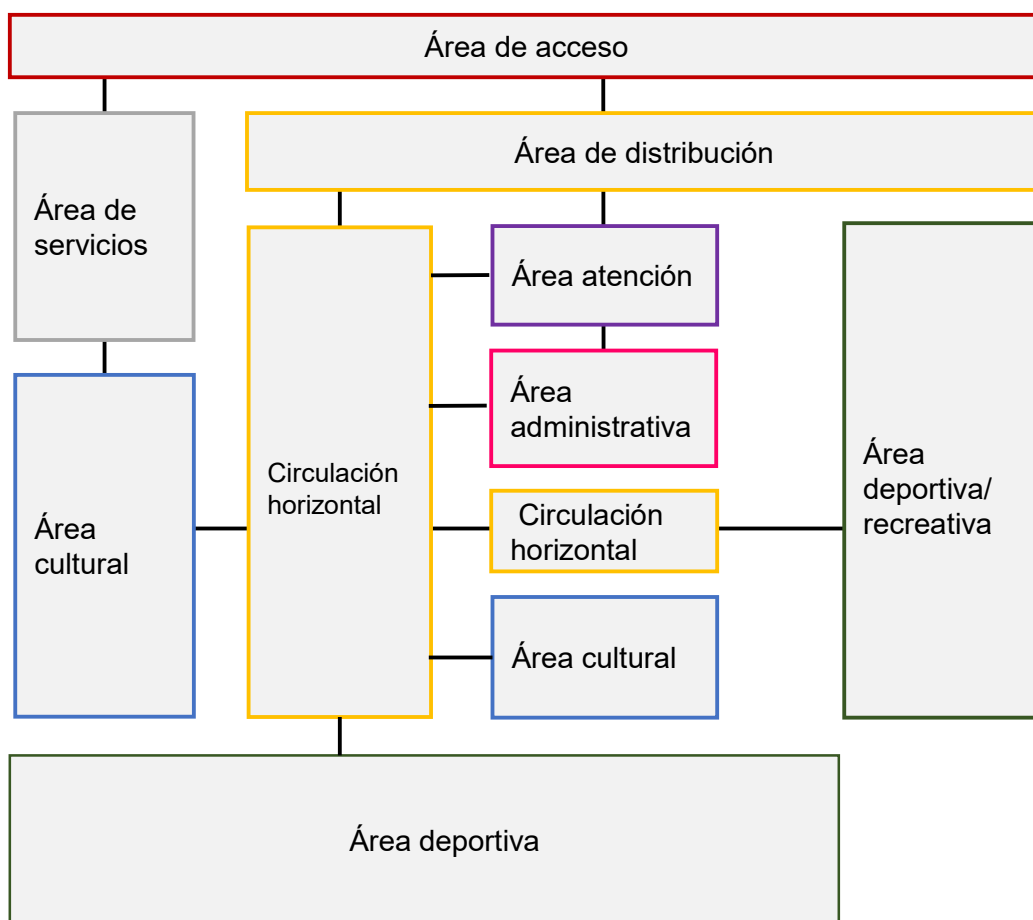 Área de acceso
Área de distribución
Área de
servicios
Área atención
Área
administrativa
Circulación
horizontal
Circulación
horizontal
Área
deportiva/
recreativa
Área
cultural
Área cultural
Área deportiva